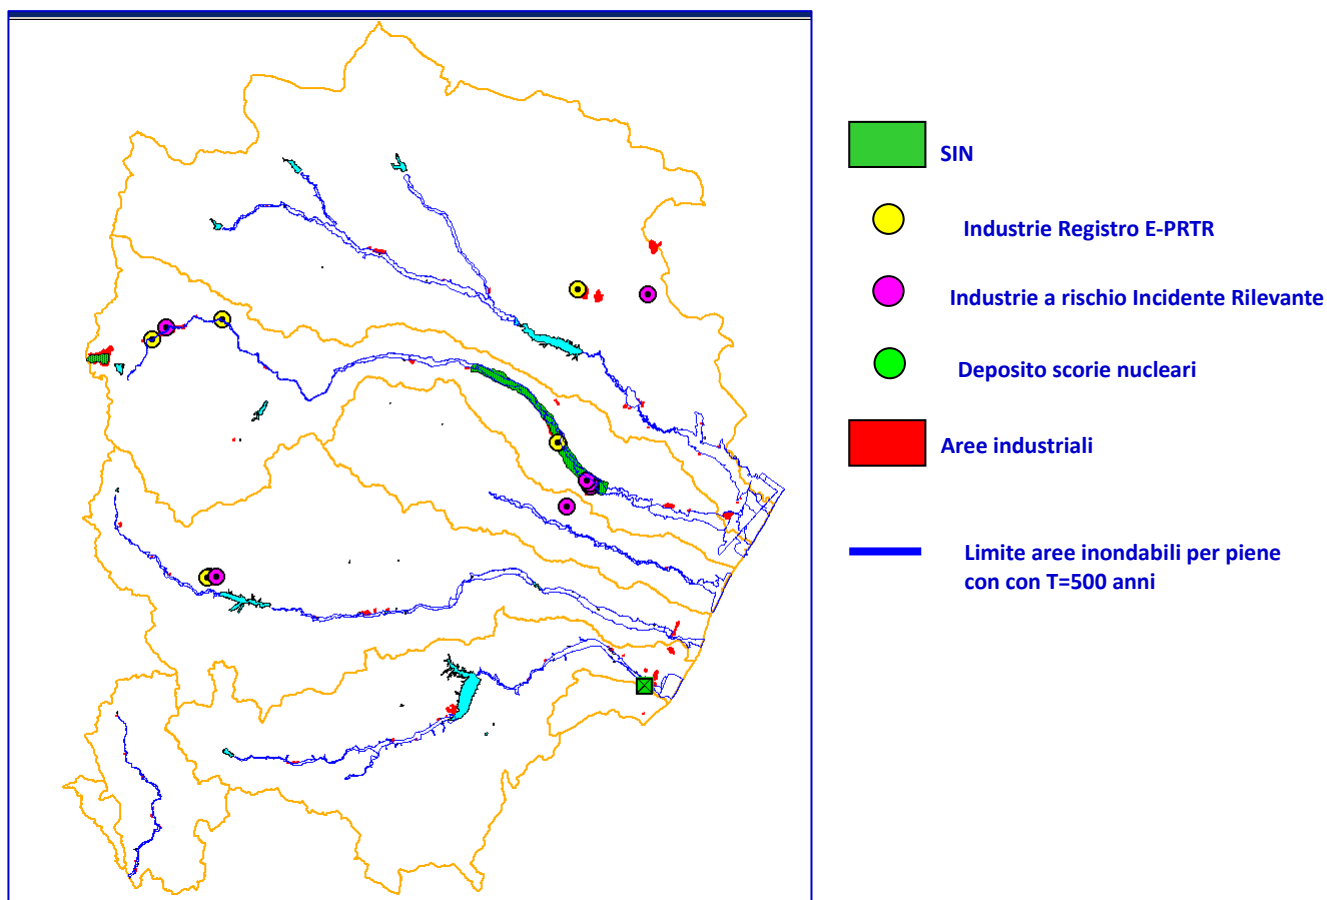 SIN
Industrie Registro E-PRTR
Industrie a rischio Incidente Rilevante
Deposito scorie nucleari
Aree industriali
Limite aree inondabili per piene
con con T=500 anni